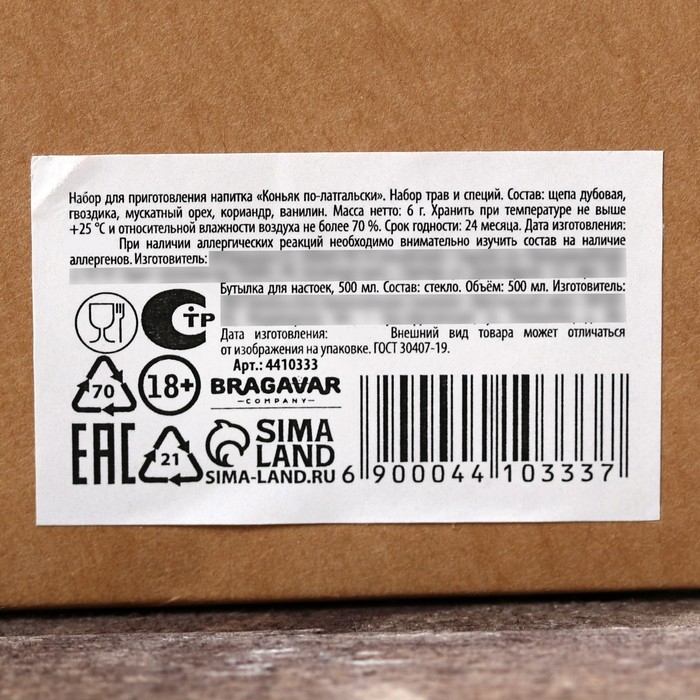 Набор для приготовления напитка «Коньяк по-латгальски». Набор трав и специй. Состав: щепа дубовая,
гвоздика, мускатный орех, кориандр, ванилин. Масса нетто: 6 г. Хранить при температуре не выше
+25 °С и относительной влажности воздуха не более 70 %. Срок годности: 24 месяца. Дата изготовления:
При наличии аллергических реакций необходимо внимательно изучить состав на наличие
аллергенов. Изготовитель:
Бутылка для настоек, 500 мл. Состав: стекло. Объём: 500 мл. Изготовитель:
Дата изготовления: Внешний вид товара может отличаться
от изображения на упаковке. ГОСТ 30407-19.
Арт.: 4410333
СТР
70
18+
BRAGAVAR
COMPANY
EAC
21
SIMA
LAND
SIMA-LAND.RU
6 900044 103337